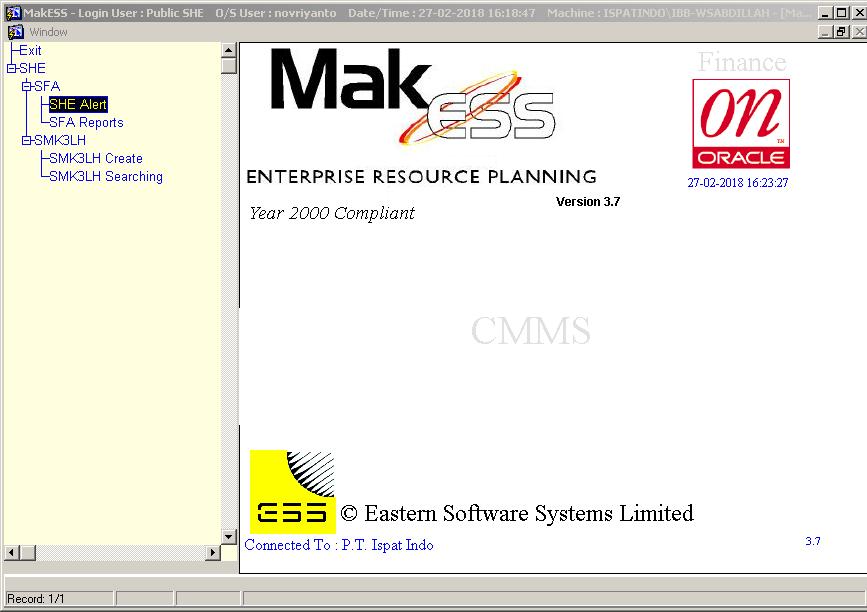 MakESS - Login User : Public SHE O/S User : novriyanto Date/Time : 27-02-2018 16:18:47 Machine : ISPATINDO\IBB-WSABDILLAH - [Ma...
Window
Exit
SHE
SFA
SHE Alert
SFA Reports
SMK3LH
SMK3LH Create
SMK3LH Searching
MakESS
ENTERPRISE RESOURCE PLANNING
Version 3.7
Year 2000 Compliant
Finance
on
TM
ORACLE
27-02-2018 16:23:27
CMMS
ESS
© Eastern Software Systems Limited
Connected To : P.T. Ispat Indo
3.7
Record: 1/1